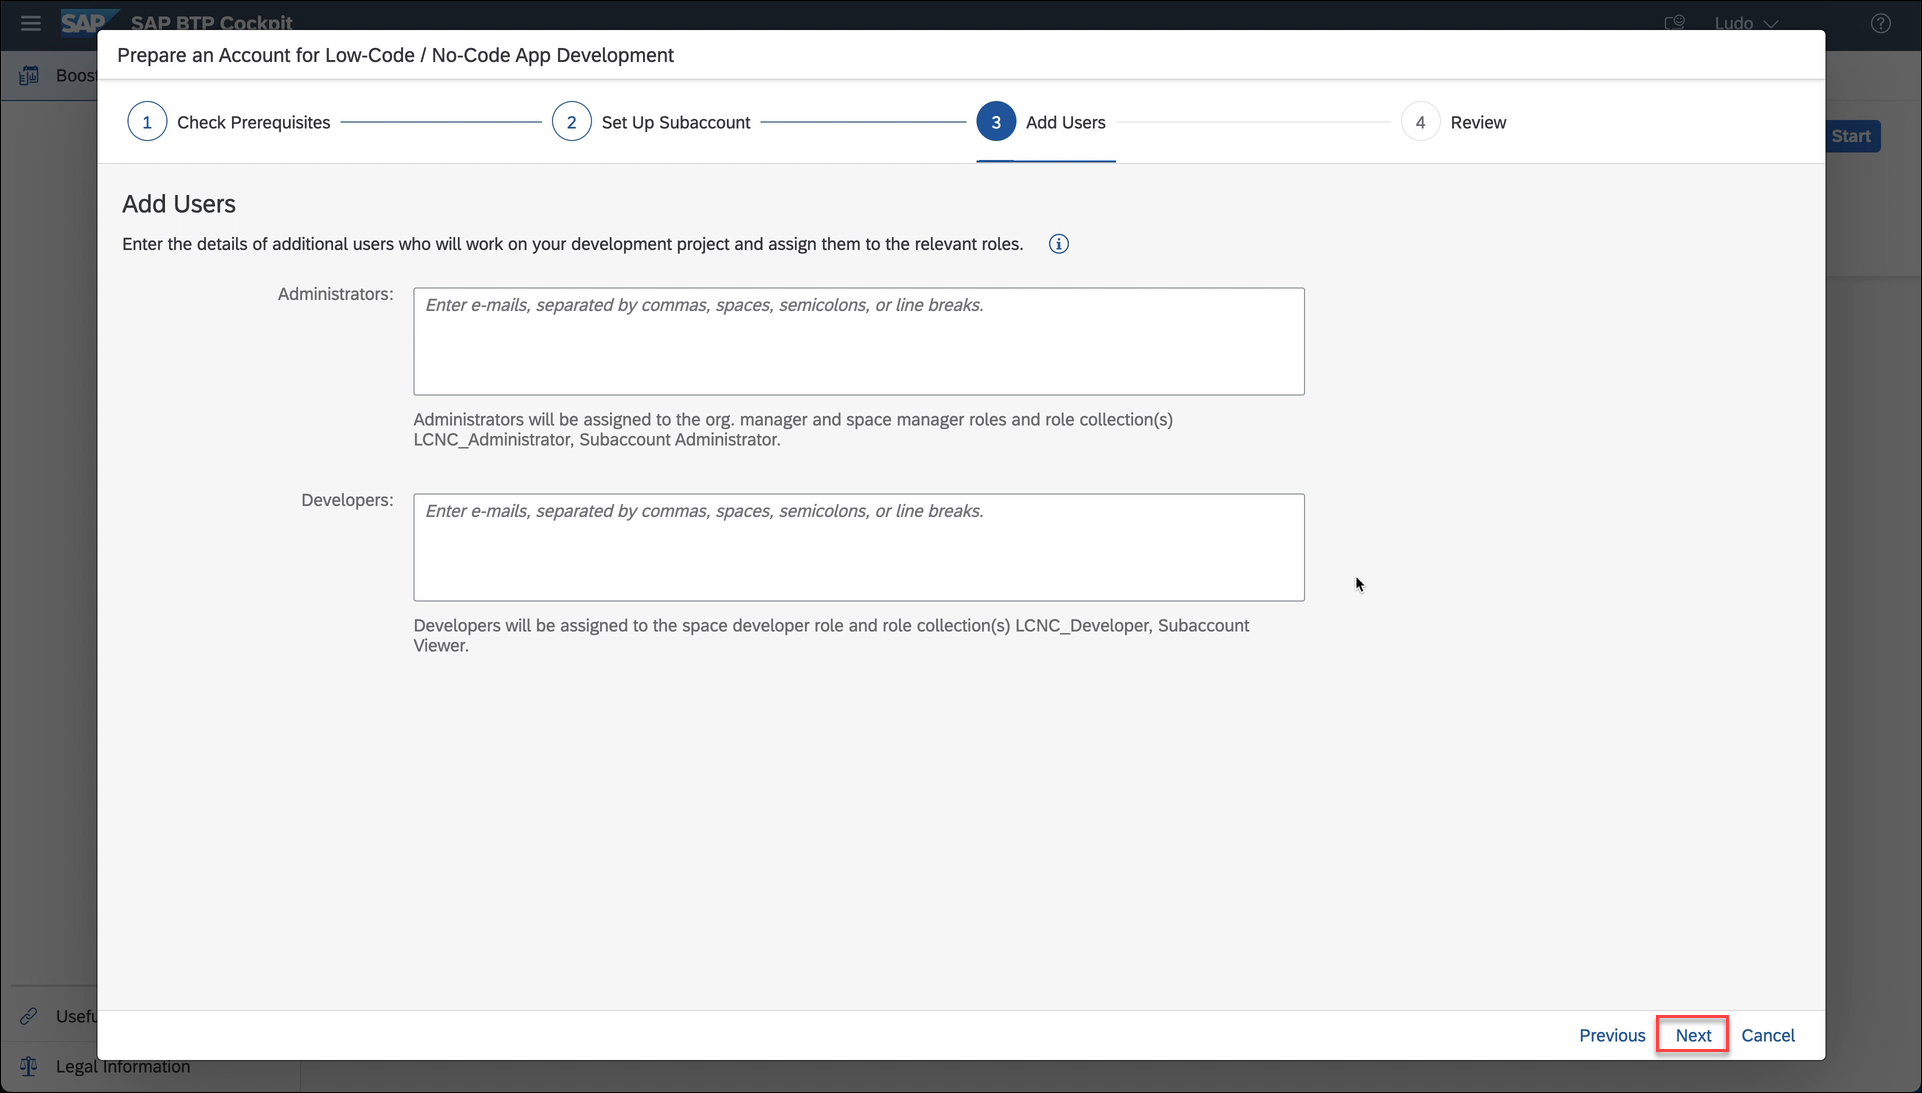 SAP SAP BTP Cockpit Ludo
Prepare an Account for Low-Code / No-Code App Development
Boost
1 Check Prerequisites 2 Set Up Subaccount 3 Add Users 4 Review
Start
Add Users
Enter the details of additional users who will work on your development project and assign them to the relevant roles.
Administrators:
Enter e-mails, separated by commas, spaces, semicolons, or line breaks.
Administrators will be assigned to the org. manager and space manager roles and role collection(s)
LCNC_Administrator, Subaccount Administrator.
Developers:
Enter e-mails, separated by commas, spaces, semicolons, or line breaks.
Developers will be assigned to the space developer role and role collection(s) LCNC_Developer, Subaccount
Viewer.
Previous Next Cancel
Legal Information